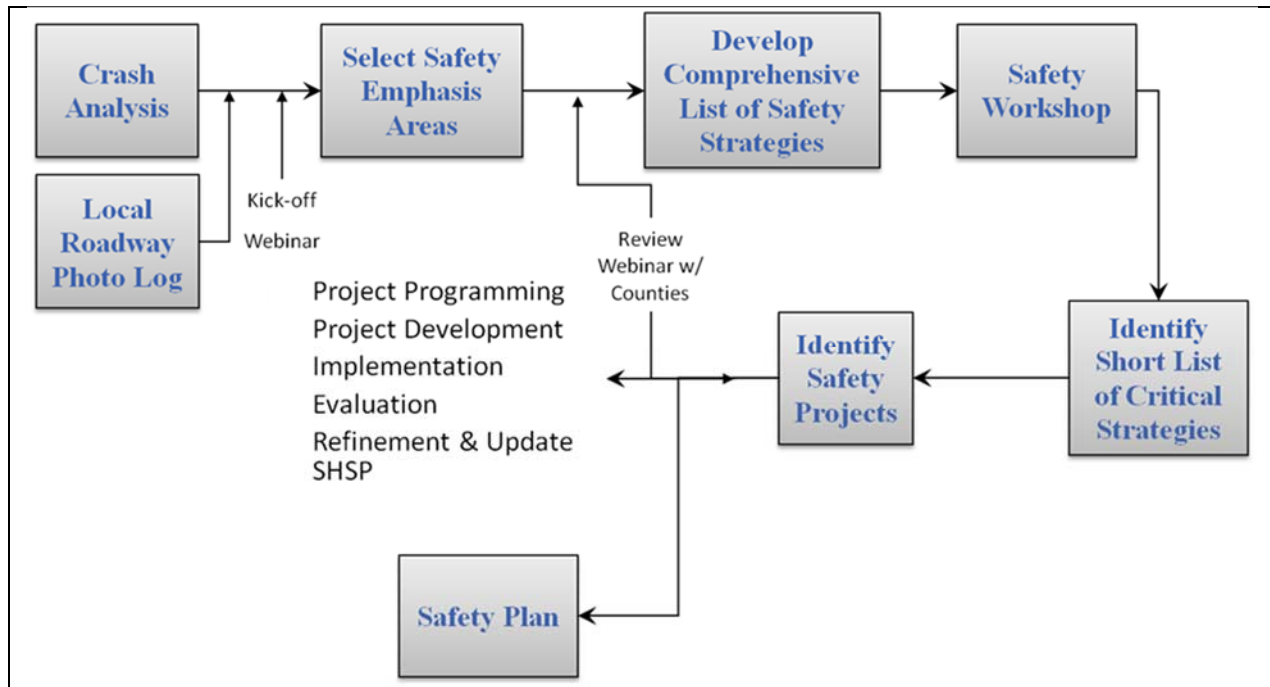 Crash
Analysis
Select Safety
Emphasis
Areas
Develop
Comprehensive
List of Safety
Strategies
Safety
Workshop
Local
Roadway
Photo Log
Kick-off
Webinar
Review
Webinar w/
Counties
Project Programming
Project Development
Implementation
Evaluation
Refinement & Update
SHSP
Identify
Safety
Projects
Identify
Short List
of Critical
Strategies
Safety Plan